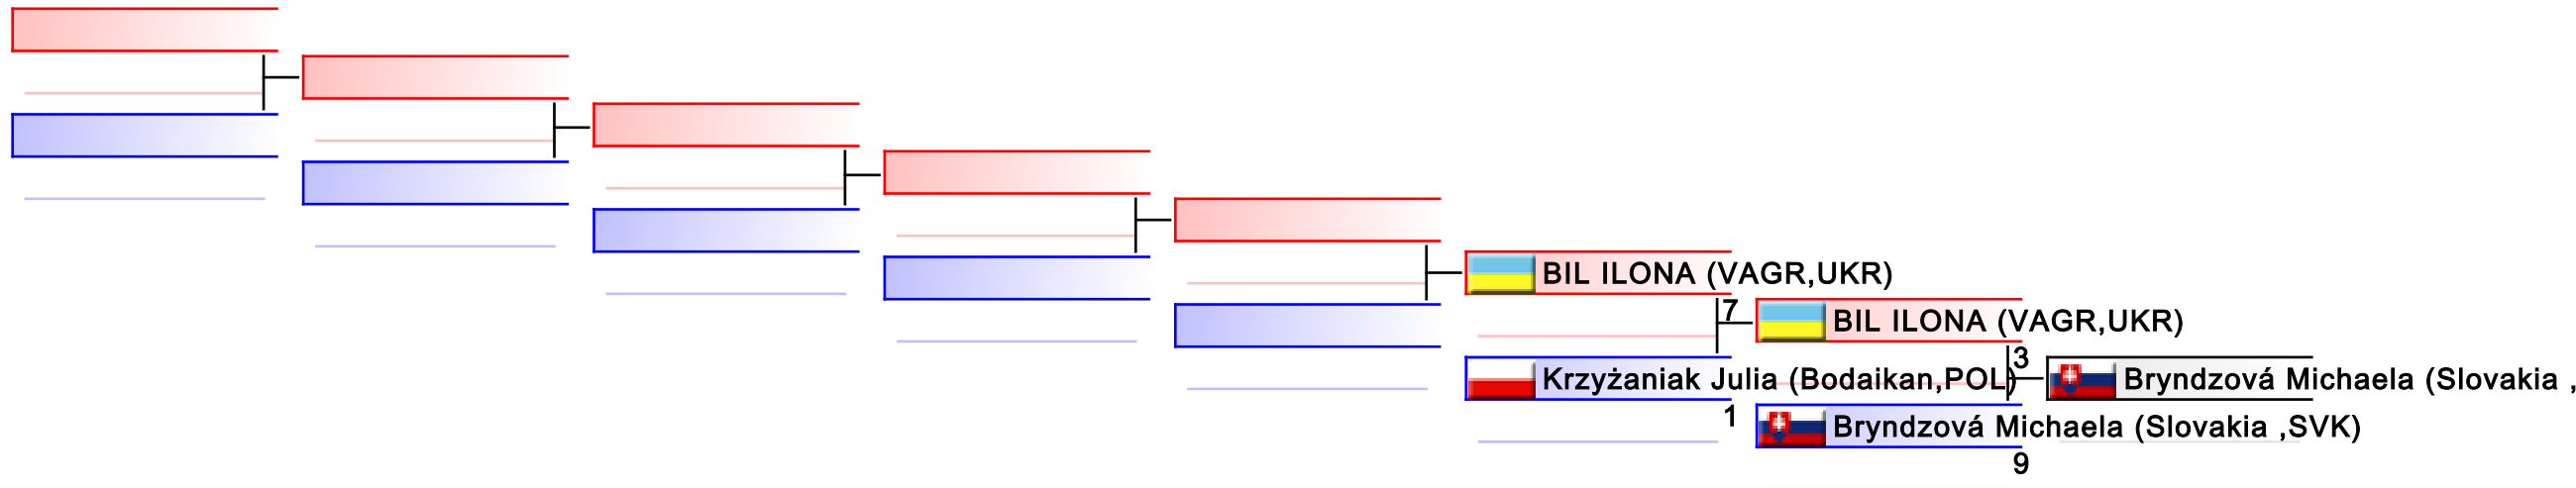 BIL ILONA (VAGR,UKR)
7
BIL ILONA (VAGR,UKR)
Krzyżaniak Julia (Bodaikan,POL)
1
3
Bryndzová Michaela (Slovakia ,SVK)
9
Bryndzová Michaela (Slovakia ,